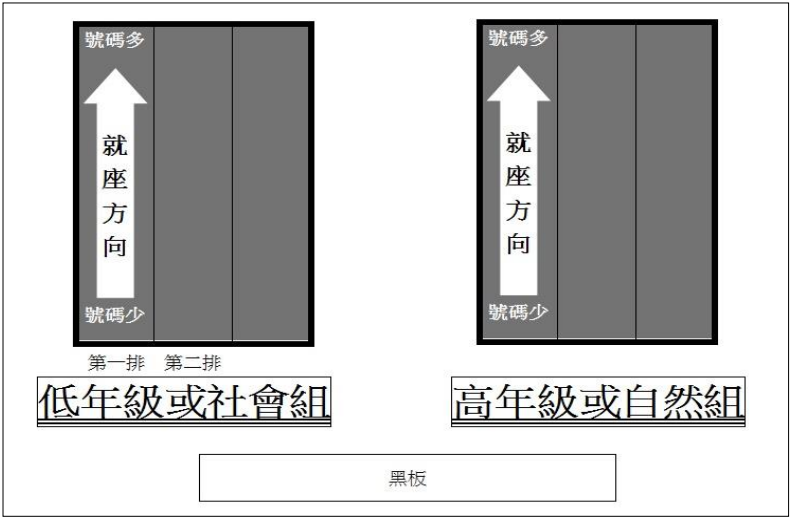 號碼多
就座方向
號碼少
第一排 第二排
低年級或社會組
號碼多
就座方向
號碼少
高年級或自然組
黑板